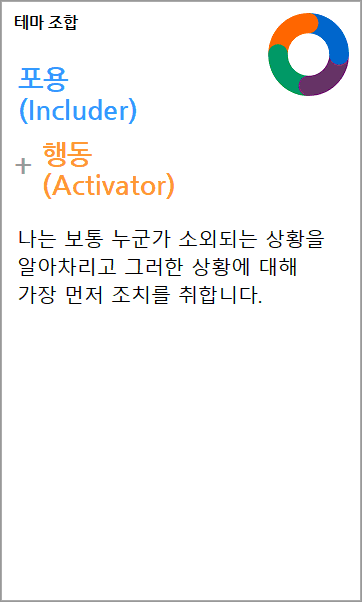 테마 조합
포용
(Includer)
+ 행동
(Activator)
나는 보통 누군가 소외되는 상황을
알아차리고 그러한 상황에 대해
가장 먼저 조치를 취합니다.